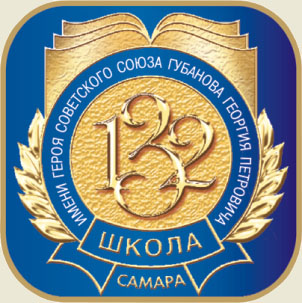 ИМЕНИ ГЕРОЯ СОВЕТСКОГО СОЮЗА ГУБАНОВА ГЕОРГИЯ ПЕТРОВИЧА
132
ШКОЛА
САМАРА